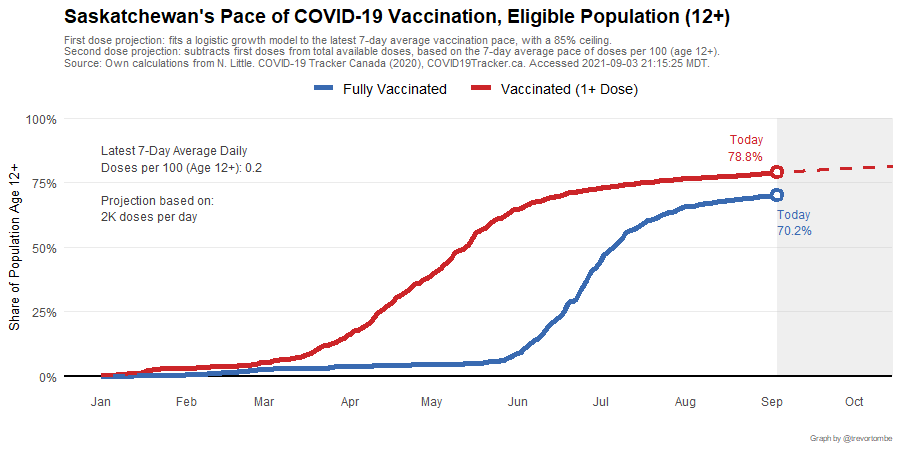 Saskatchewan's Pace of COVID-19 Vaccination, Eligible Population (12+)
First dose projection: fits a logistic growth model to the latest 7-day average vaccination pace, with a 85% ceiling.
Second dose projection: subtracts first doses from total available doses, based on the 7-day average pace of doses per 100 (age 12+).
Source: Own calculations from N. Little. COVID-19 Tracker Canada (2020), COVID19Tracker.ca. Accessed 2021-09-03 21:15:25 MDT.
Fully Vaccinated
Vaccinated (1+ Dose)
Share of Population Age 12+
100%
75%
50%
25%
0%
Latest 7-Day Average Daily
Doses per 100 (Age 12+): 0.2
Projection based on:
2K doses per day
Today
78.8%
Today
70.2%
Jan Feb Mar Apr May Jun Jul Aug Sep Oct
Graph by @trevortombe